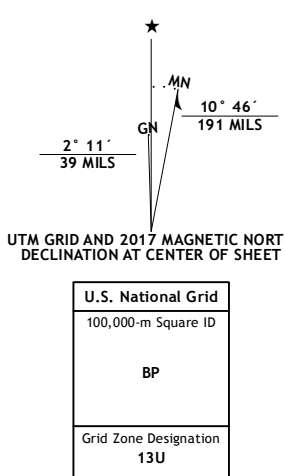 ★
MN
GN
10° 46´
191 MILS
2° 11´
39 MILS
UTM GRID AND 2017 MAGNETIC NORT
DECLINATION AT CENTER OF SHEET
U.S. National Grid
100,000-m Square ID
BP
Grid Zone Designation
13U